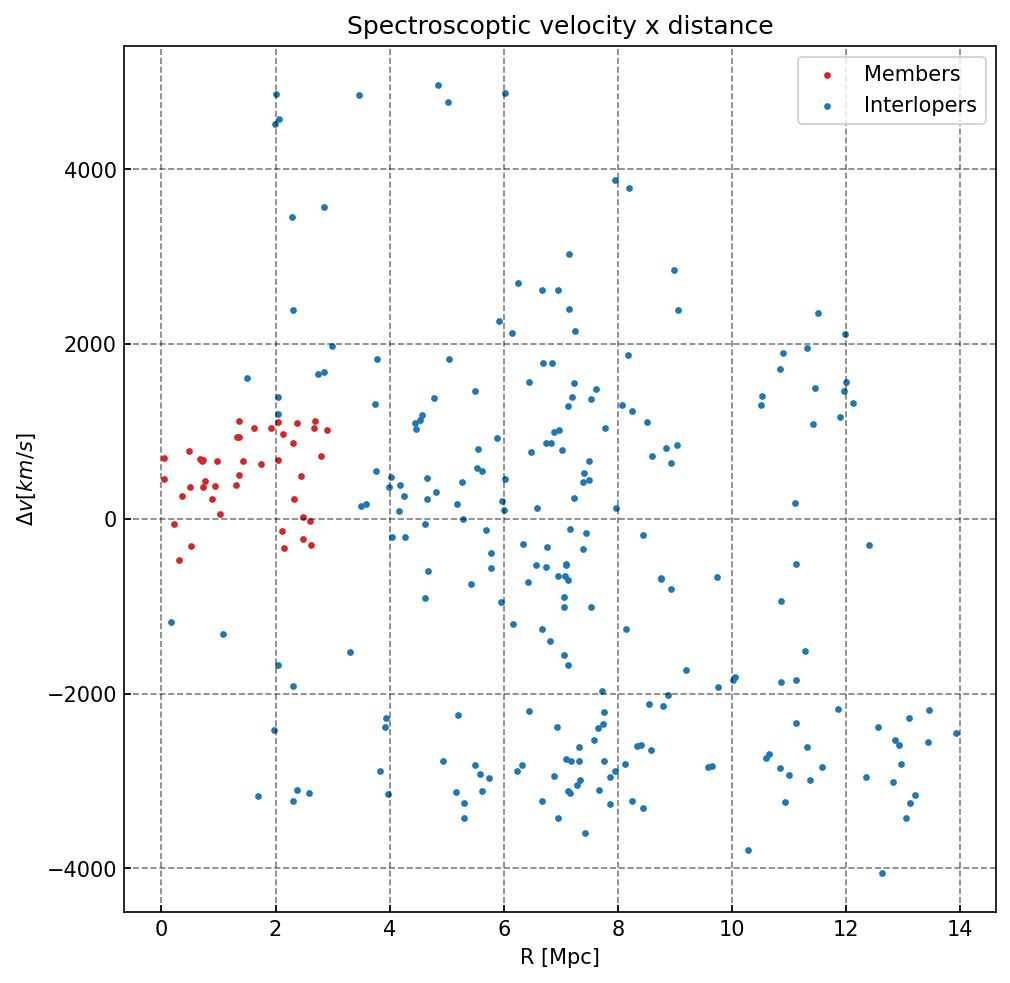 Spectroscoptic velocity x distance
Members
Interlopers
4000
2000
0
−2000
−4000
Δv[km/s]
0 2 4 6 8 10 12 14
R [Mpc]